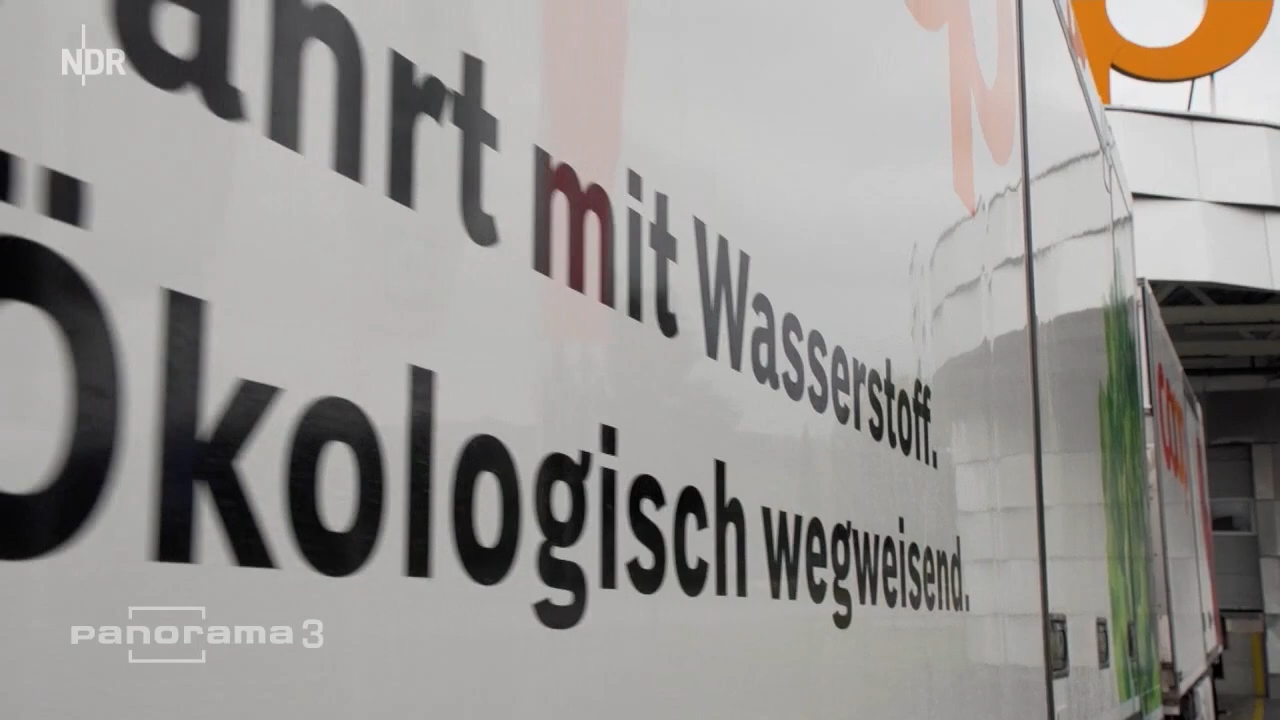 NDR
ahrt mit Wasserstoff.
Ökologisch wegweisend.
panorama 3